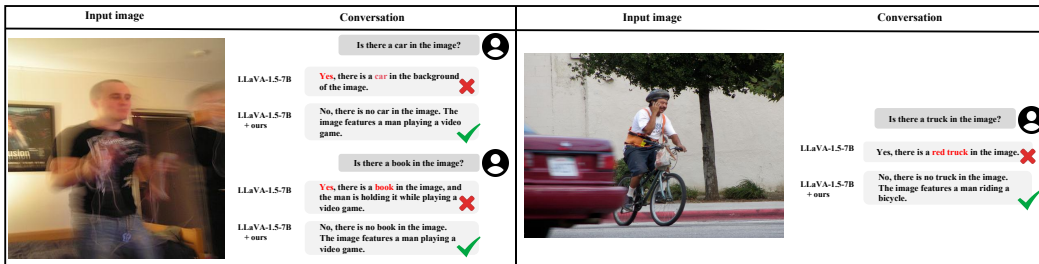 Input image
Conversation
Is there a car in the image?
LLaVA-1.5-7B
Yes, there is a car in the background
of the image.
LLaVA-1.5-7B
+ ours
No, there is no car in the image. The
image features a man playing a video
game.
Is there a book in the image?
LLaVA-1.5-7B
Yes, there is a book in the image, and
the man is holding it while playing a
video game.
LLaVA-1.5-7B
+ ours
No, there is no book in the image.
The image features a man playing a
video game.
Input image
Conversation
Is there a truck in the image?
LLaVA-1.5-7B
Yes, there is a red truck in the image.
LLaVA-1.5-7B
+ ours
No, there is no truck in the image.
The image features a man riding a
bicycle.